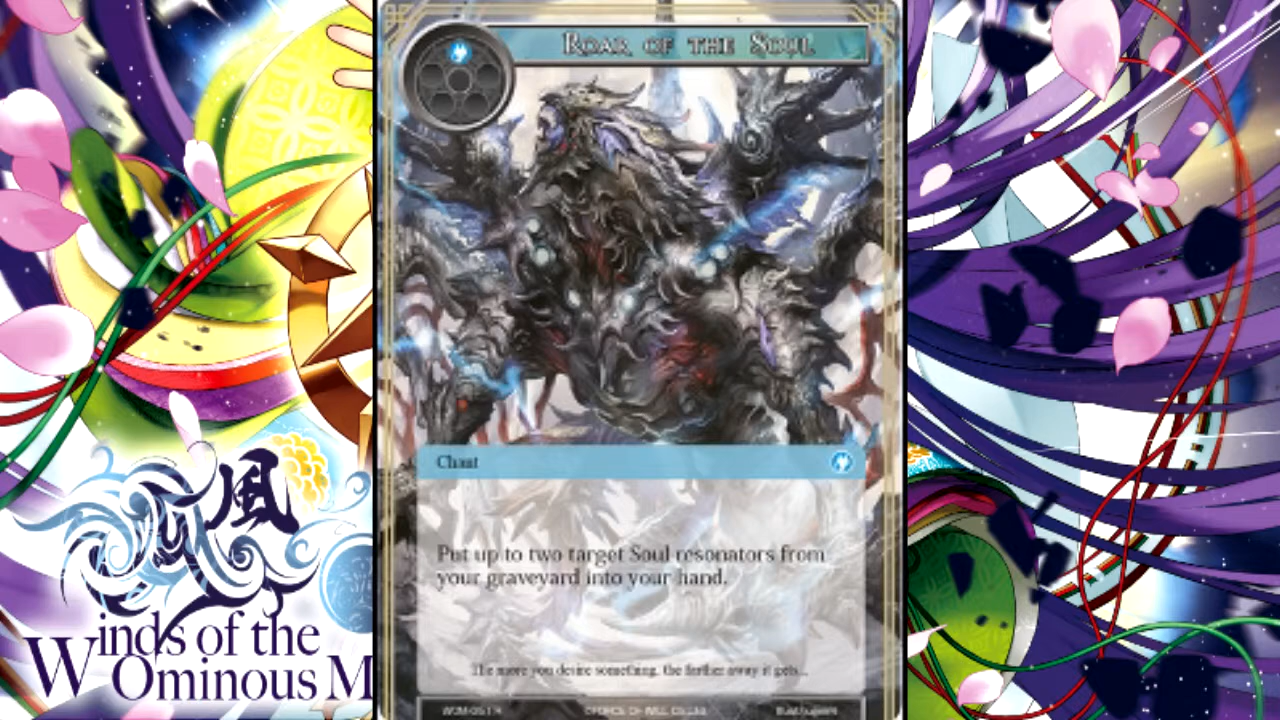 Roar of the Soul
Chant
Put up to two target Soul resonators from
your graveyard into your hand.
The more you desire something, the farther away it gets...
風
Winds of the
Ominous M